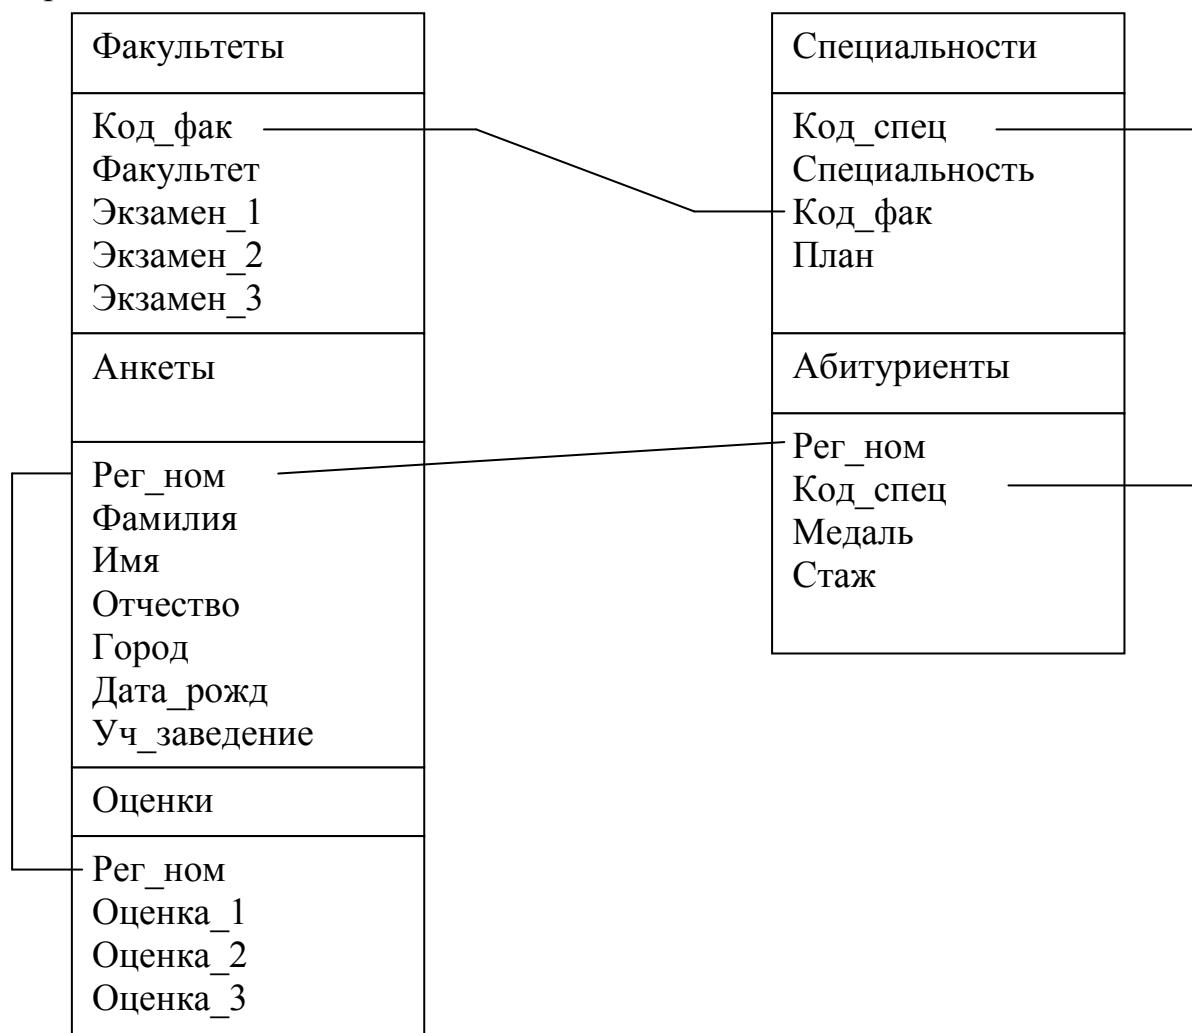 Факультеты
Код_фак
Факультет
Экзамен_1
Экзамен_2
Экзамен_3
Специальности
Код_спец
Специальность
Код_фак
План
Анкеты
Рег_ном
Фамилия
Имя
Отчество
Город
Дата_рожд
Уч_заведение
Абитуриенты
Рег_ном
Код_спец
Медаль
Стаж
Оценки
Рег_ном
Оценка_1
Оценка_2
Оценка_3